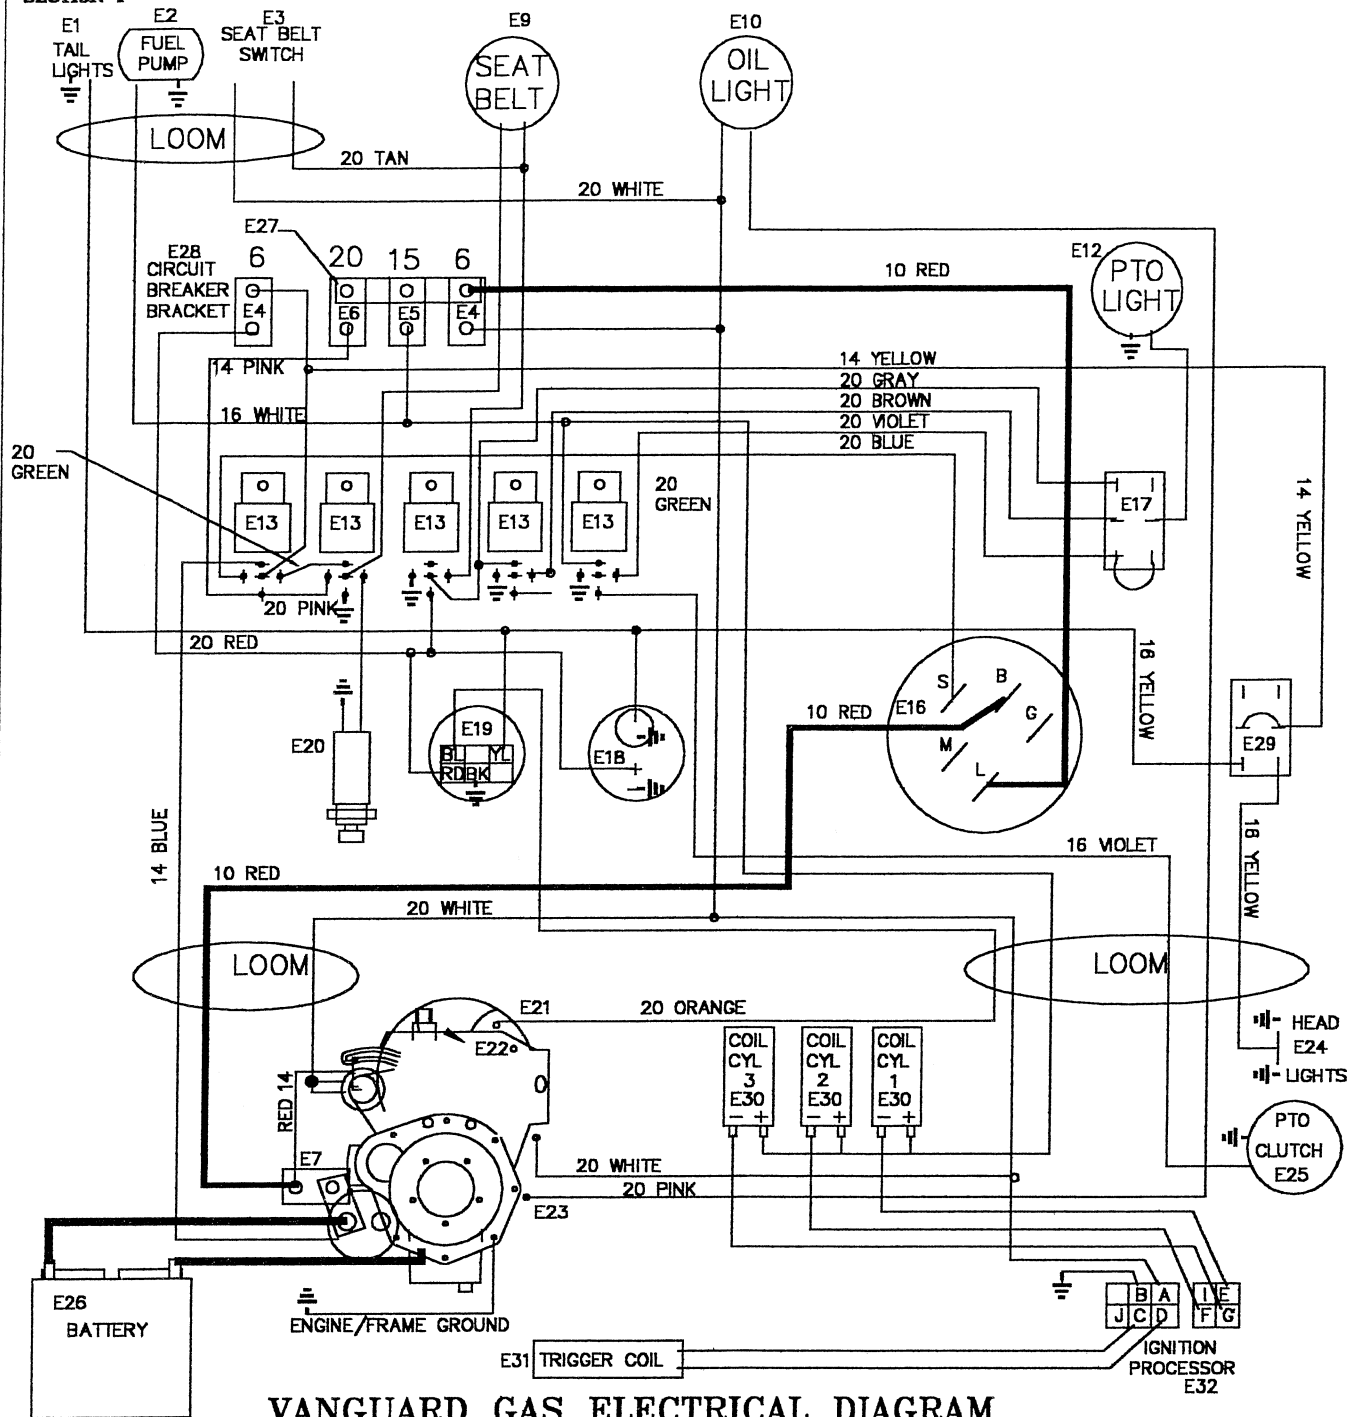 E1
TAIL
LIGHTS
E2
FUEL
PUMP
E3
SEAT BELT
SWITCH
E9
SEAT
BELT
E10
OIL
LIGHT
LOOM
20 TAN
20 WHITE
E27
E28
CIRCUIT
BREAKER
BRACKET
6
20
15
6
E4
E6
E5
E4
10 RED
E12
PTO
LIGHT
14 PINK
14 YELLOW
20 GRAY
20 BROWN
20 VIOLET
20 BLUE
16 WHITE
20
GREEN
20
GREEN
E13
E13
E13
E13
E13
E17
14 YELLOW
20 PINK
20 RED
16 YELLOW
S
B
G
M
L
E16
10 RED
E29
E20
E19
BL
YL
RD
BK
E18
+
-
14 BLUE
16 VIOLET
10 RED
16 YELLOW
20 WHITE
LOOM
LOOM
E21
20 ORANGE
E22
COIL
CYL
3
E30
- +
COIL
CYL
2
E30
- +
COIL
CYL
1
E30
- +
HEAD
E24
LIGHTS
RED 14
E7
PTO
CLUTCH
E25
20 WHITE
20 PINK
E23
E26
BATTERY
ENGINE/FRAME GROUND
B A
J C D
I E
F G
E31 TRIGGER COIL
IGNITION
PROCESSOR
E32
VANGUARD GAS ELECTRICAL DIAGRAM